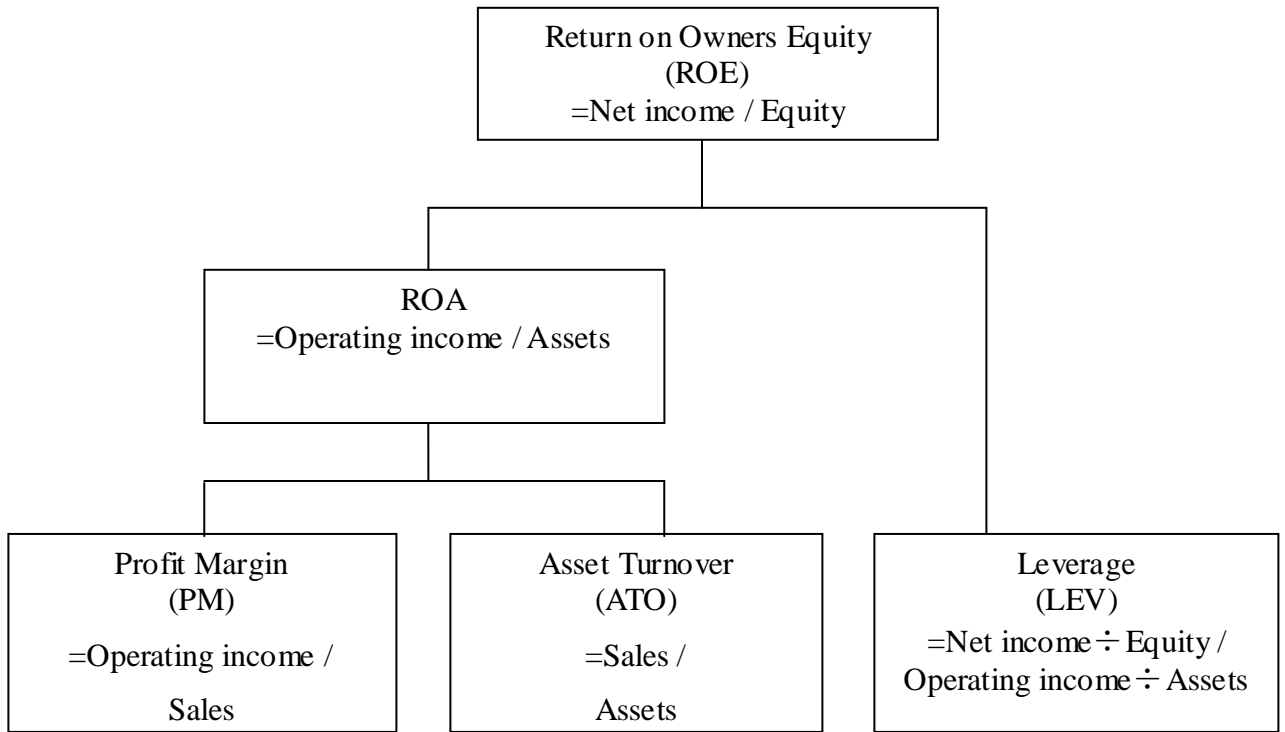 Return on Owners Equity
(ROE)
=Net income / Equity
ROA
=Operating income / Assets
Profit Margin
(PM)
=Operating income /
Sales
Asset Turnover
(ATO)
=Sales /
Assets
Leverage
(LEV)
=Net income÷Equity /
Operating income÷Assets